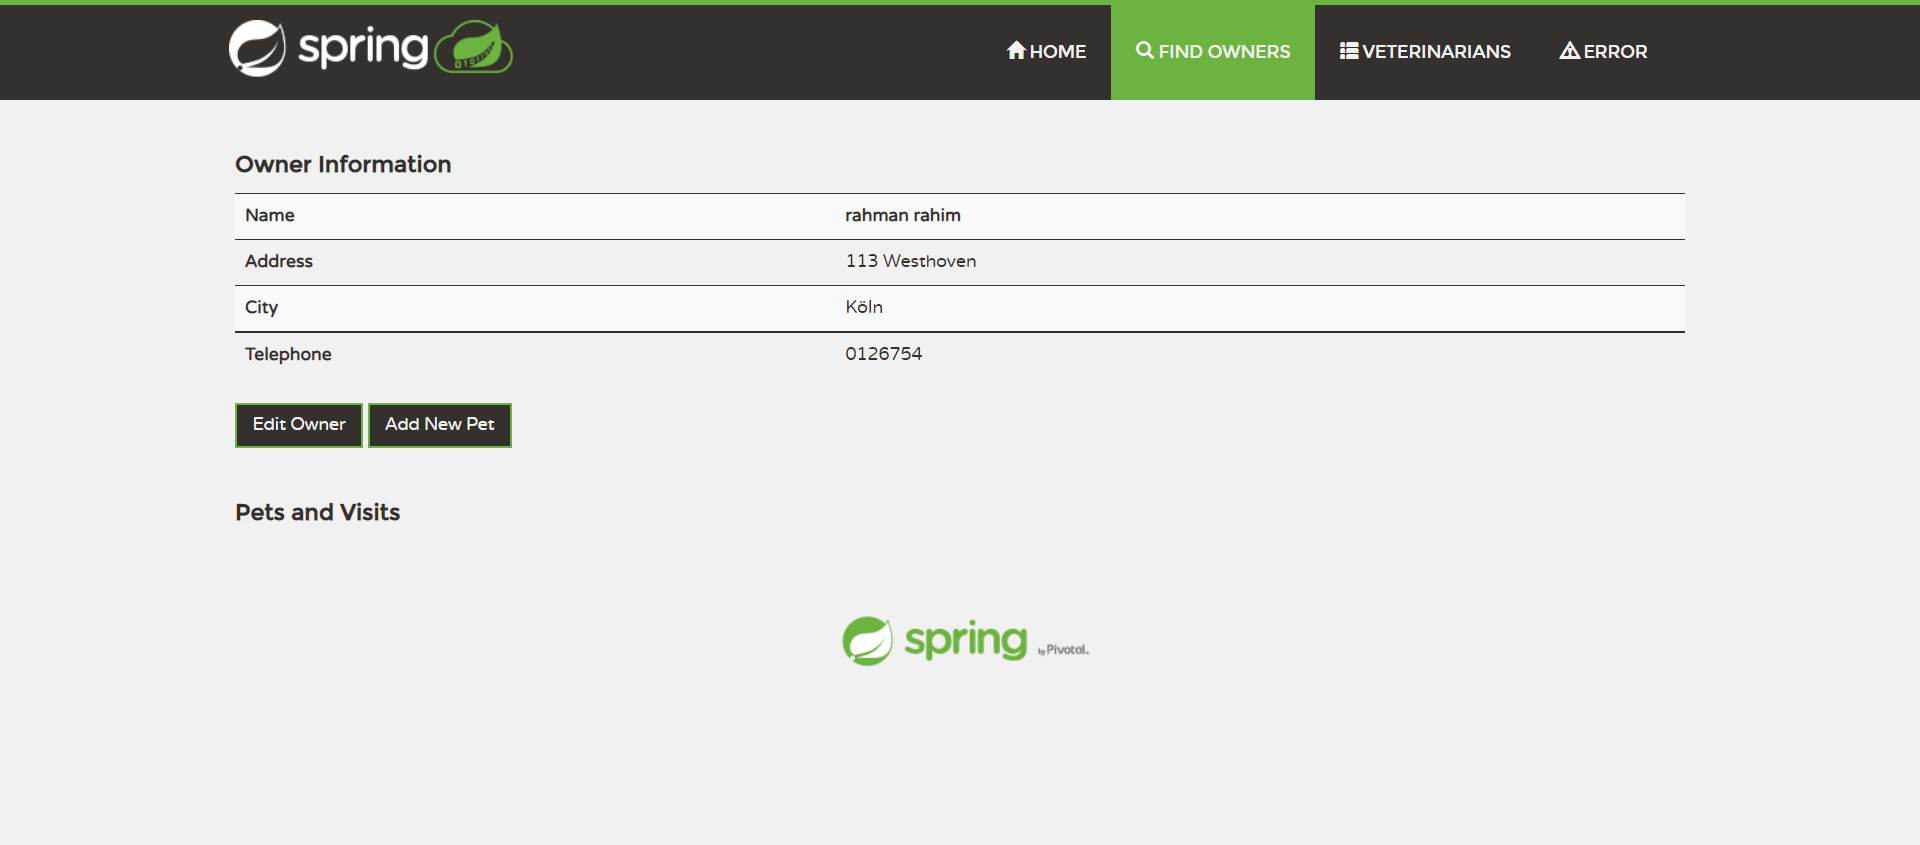 spring
HOME
FIND OWNERS
VETERINARIANS
ERROR
Owner Information
Name rahman rahim
Address 113 Westhoven
City Köln
Telephone 0126754
Edit Owner Add New Pet
Pets and Visits
spring by Pivotal.